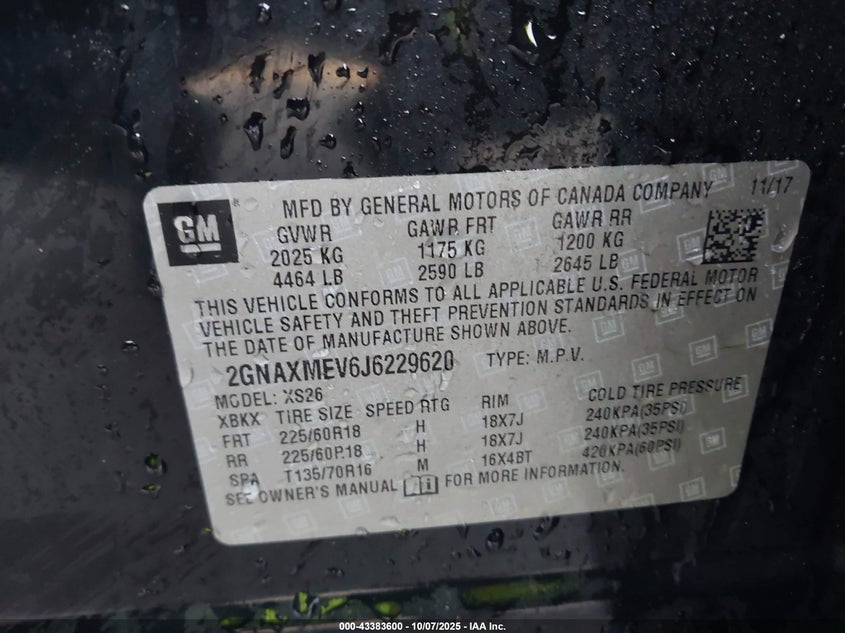 GM
MFD BY GENERAL MOTORS OF CANADA COMPANY 11/17
GVWR GAWR FRT GAWR RR
2025 KG 1175 KG 1200 KG
4464 LB 2590 LB 2645 LB
THIS VEHICLE CONFORMS TO ALL APPLICABLE U.S. FEDERAL MOTOR
VEHICLE SAFETY AND THEFT PREVENTION STANDARDS IN EFFECT ON
THE DATE OF MANUFACTURE SHOWN ABOVE.
2GNAXMEV6J6229620 TYPE: M.P.V.
MODEL: XS26
XBKX TIRE SIZE SPEED RTG RIM COLD TIRE PRESSURE
FRT 225/60R18 H 18X7J 240KPA(35PSI)
RR 225/60R18 H 18X7J 240KPA(35PSI)
SPA T135/70R16 M 16X4BT 420KPA(60PSI)
SEE OWNER'S MANUAL FOR MORE INFORMATION.
000-43383600 - 10/07/2025 - IAA Inc.